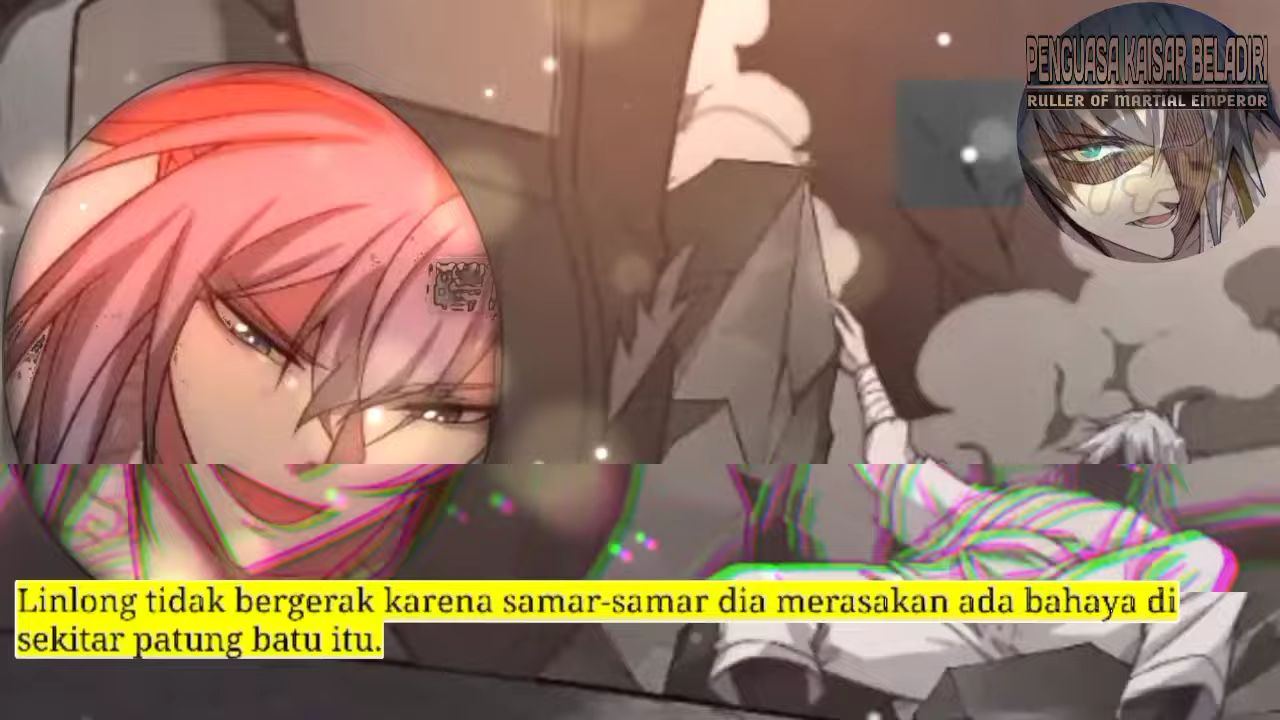 PENGUASA KAISAR BELADIRI
RULLER OF MARTIAL EMPEROR
Linlong tidak bergerak karena samar-samar dia merasakan ada bahaya di
sekitar patung batu itu.